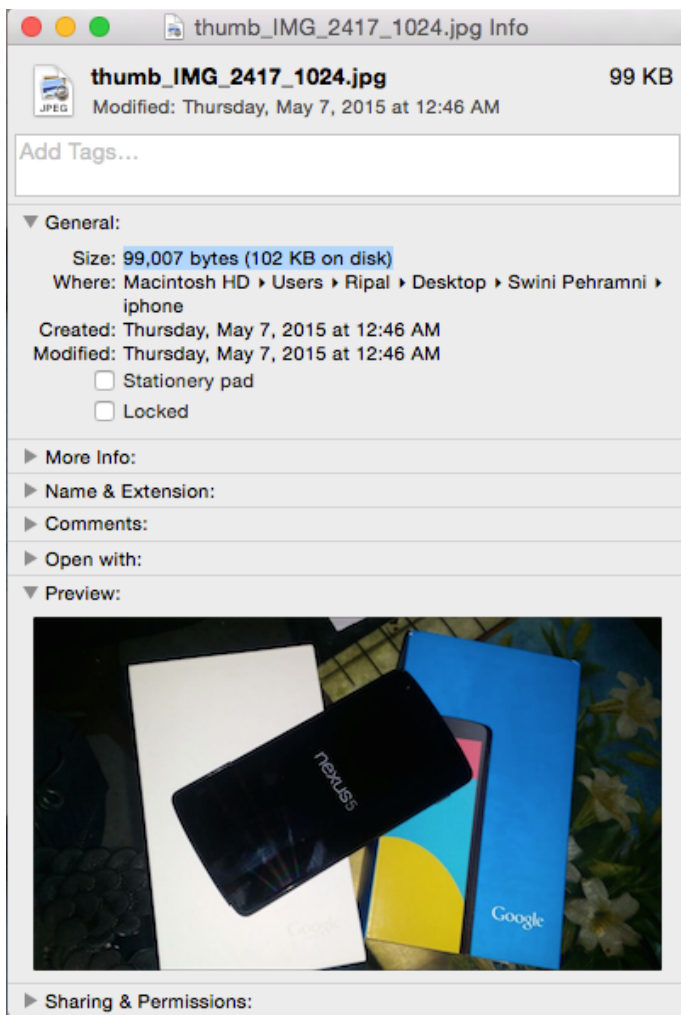 thumb_IMG_2417_1024.jpg Info
JPEG
thumb_IMG_2417_1024.jpg 99 KB
Modified: Thursday, May 7, 2015 at 12:46 AM
Add Tags...
General:
Size: 99,007 bytes (102 KB on disk)
Where: Macintosh HD ▸ Users ▸ Ripal ▸ Desktop ▸ Swini Pehramni ▸
iphone
Created: Thursday, May 7, 2015 at 12:46 AM
Modified: Thursday, May 7, 2015 at 12:46 AM
Stationery pad
Locked
More Info:
Name & Extension:
Comments:
Open with:
Preview:
nexus 5
Google
Google
Sharing & Permissions: